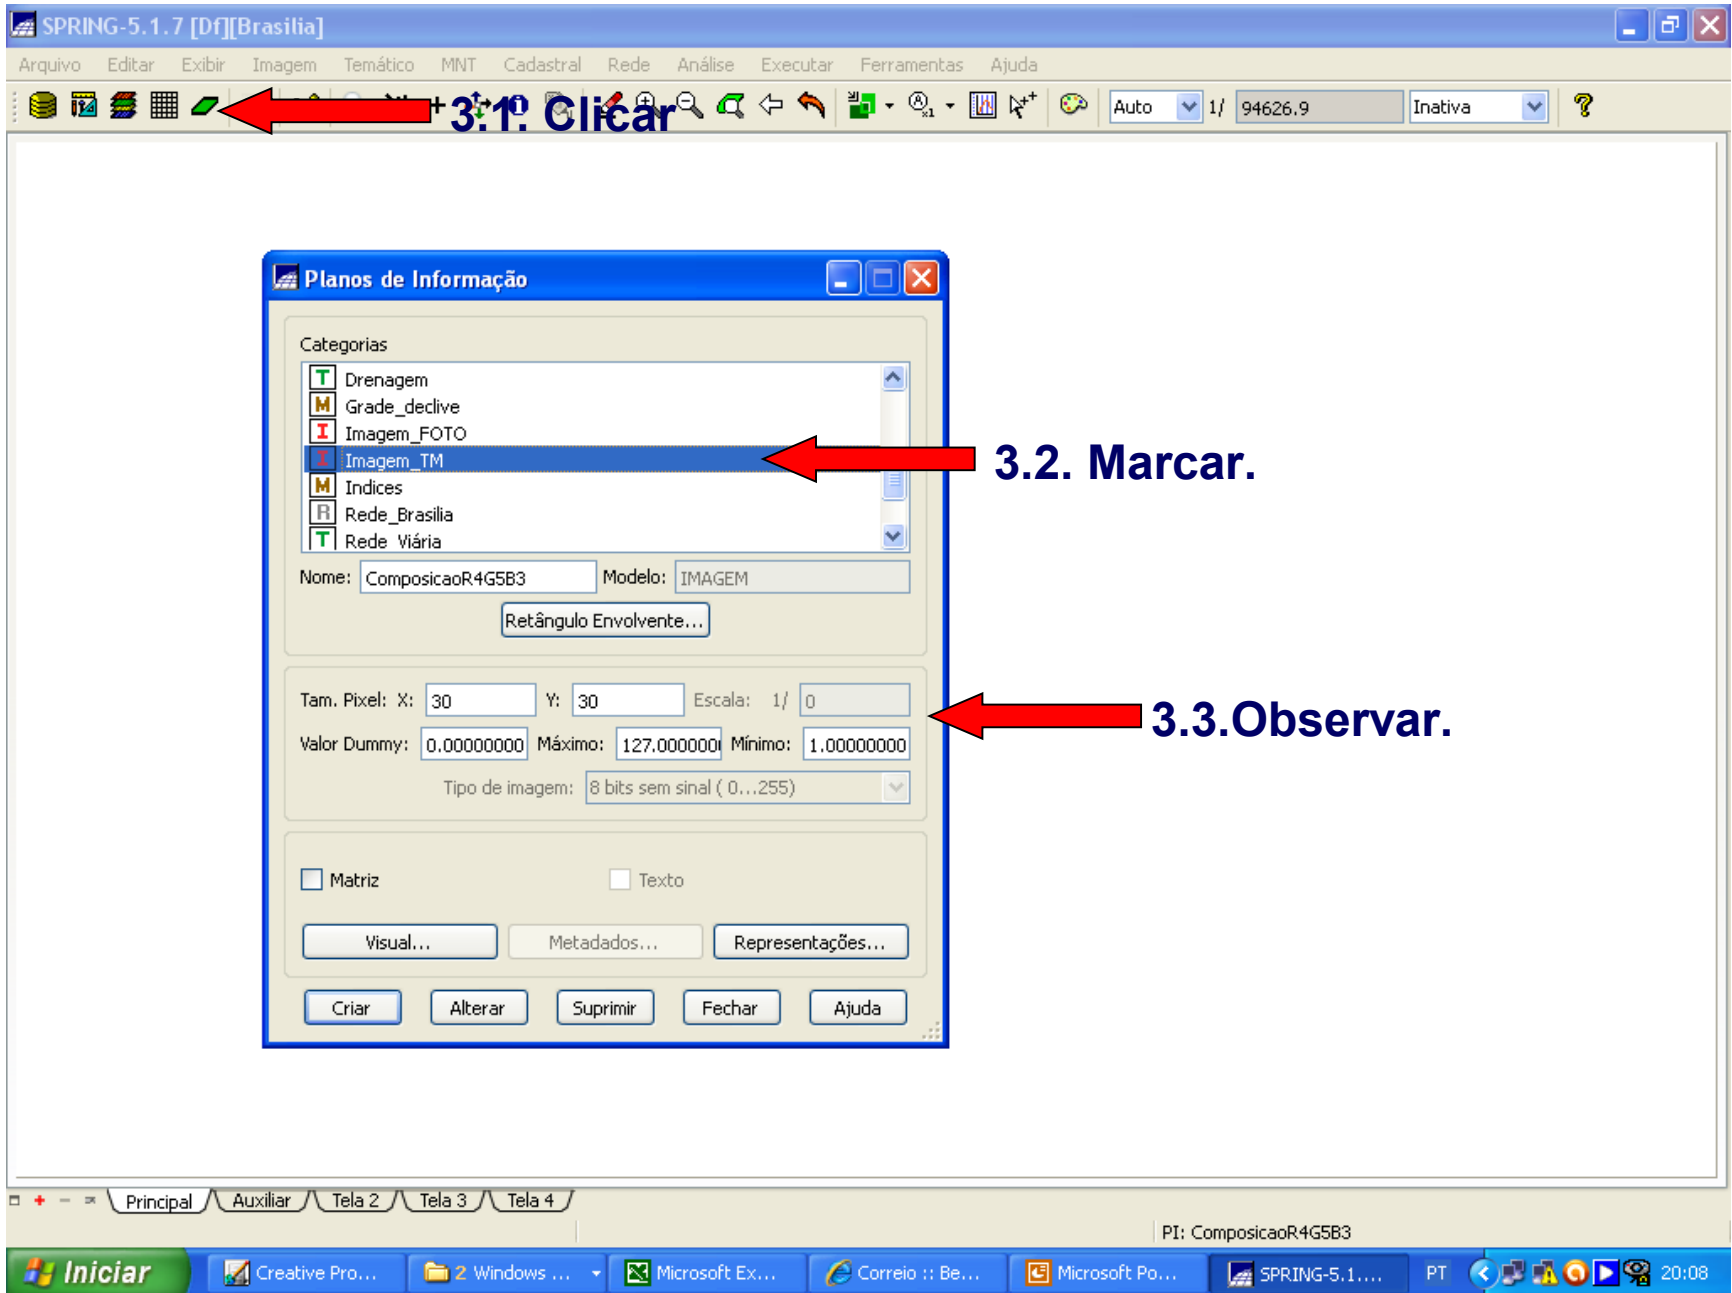 SPRING-5.1.7 [Df][Brasilia]
Arquivo Editar Exibir Imagem Temático MNT Cadastral Rede Análise Executar Ferramentas Ajuda
3.1. Clicar
Auto 1/ 94626.9 Inativa
Planos de Informação
Categorias
T Drenagem
M Grade_declive
I Imagem_FOTO
I Imagem_TM
3.2. Marcar.
M Indices
R Rede_Brasilia
T Rede Viária
Nome: ComposicaoR4G5B3 Modelo: IMAGEM
Retângulo Envolvente...
Tam. Pixel: X: 30 Y: 30 Escala: 1/ 0
3.3.Observar.
Valor Dummy: 0.00000000 Máximo: 127.000000 Mínimo: 1.00000000
Tipo de imagem: 8 bits sem sinal ( 0...255)
Matriz Texto
Visual... Metadados... Representações...
Criar Alterar Suprimir Fechar Ajuda
Principal Auxiliar Tela 2 Tela 3 Tela 4
PI: ComposicaoR4G5B3
Iniciar Creative Pro... 2 Windows ... Microsoft Ex... Correio :: Be... Microsoft Po... SPRING-5.1.... PT 20:08